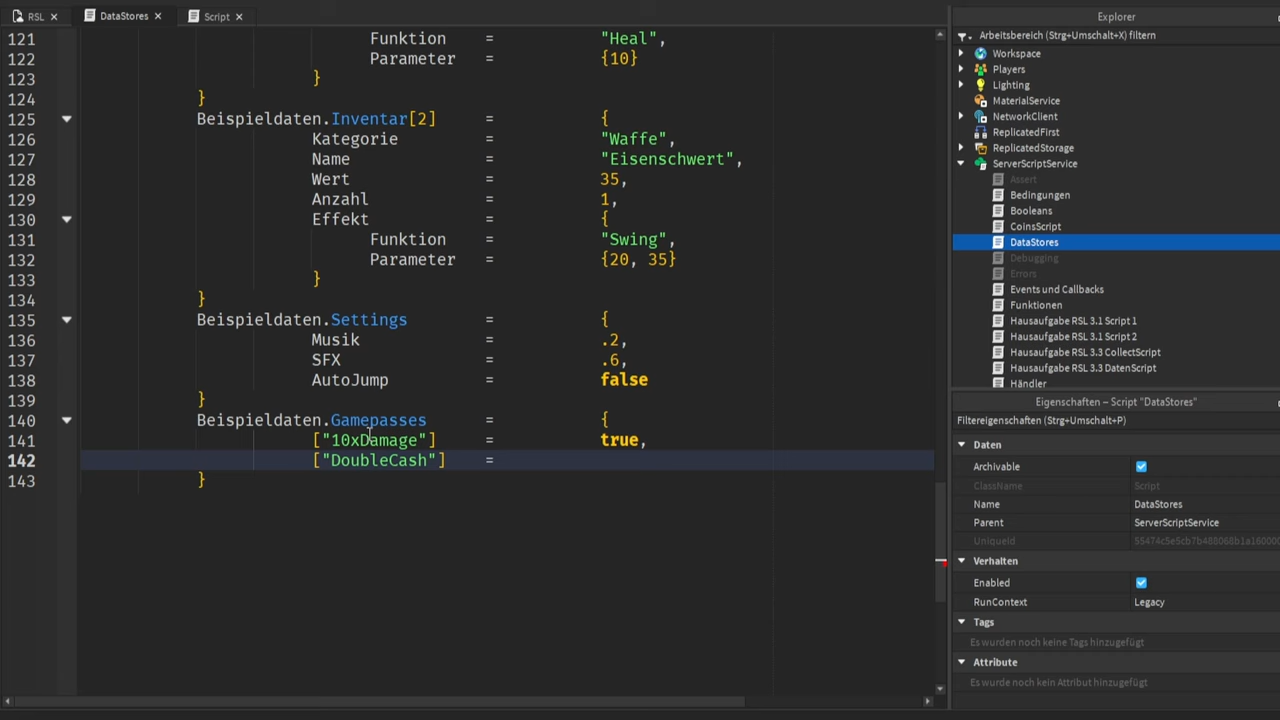 RSL
DataStores
Script
121 Funktion = "Heal",
122 Parameter = {10}
123 }
124 }
125 Beispieldaten.Inventar[2] = {
126 Kategorie = "Waffe",
127 Name = "Eisenschwert",
128 Wert = 35,
129 Anzahl = 1,
130 Effekt = {
131 Funktion = "Swing",
132 Parameter = {20, 35}
133 }
134 }
135 Beispieldaten.Settings = {
136 Musik = .2,
137 SFX = .6,
138 AutoJump = false
139 }
140 Beispieldaten.Gamepasses = {
141 ["10xDamage"] = true,
142 ["DoubleCash"] =
143 }
Explorer
Arbeitsbereich (Strg+Umschalt+X) filtern
Workspace
Players
Lighting
MaterialService
NetworkClient
ReplicatedFirst
ReplicatedStorage
ServerScriptService
Assert
Bedingungen
Booleans
CoinsScript
DataStores
Debugging
Errors
Events und Callbacks
Funktionen
Hausaufgabe RSL 3.1 Script 1
Hausaufgabe RSL 3.1 Script 2
Hausaufgabe RSL 3.3 CollectScript
Hausaufgabe RSL 3.3 DatenScript
Händler
Eigenschaften – Script "DataStores"
Filtereigenschaften (Strg+Umschalt+P)
Daten
Archivable
ClassName Script
Name DataStores
Parent ServerScriptService
UniqueId
Verhalten
Enabled
RunContext Legacy
Tags
Es wurden noch keine Tags hinzugefügt
Attribute
Es wurde noch kein Attribut hinzugefügt